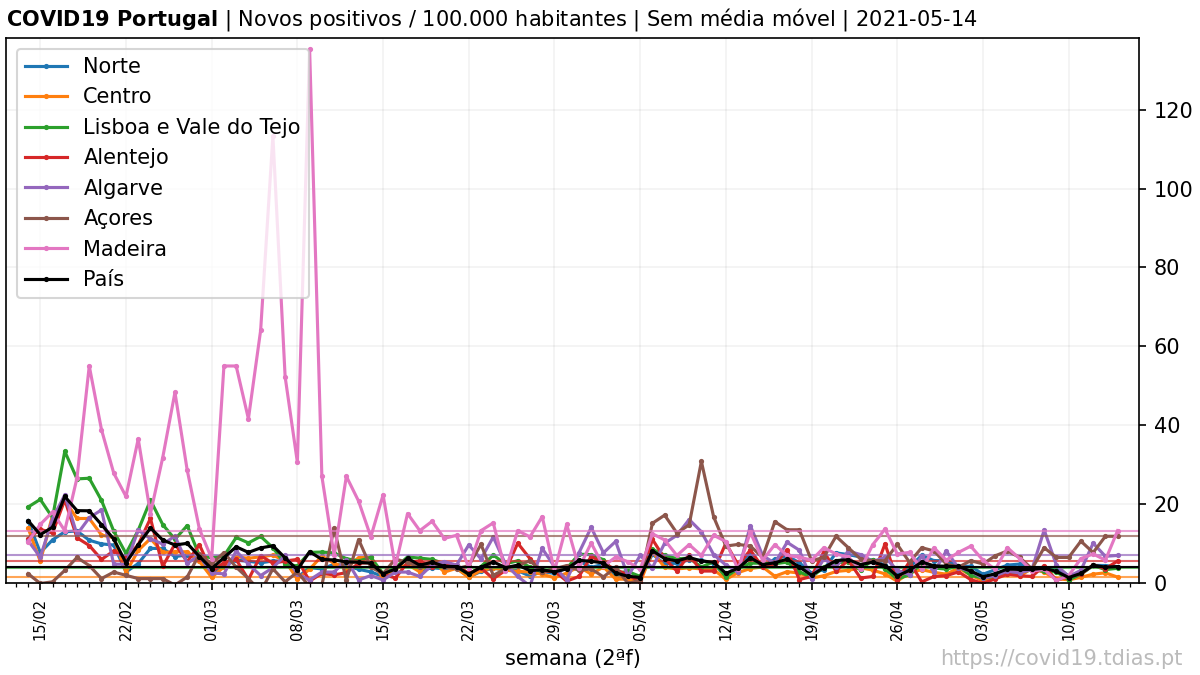 COVID19 Portugal | Novos positivos / 100.000 habitantes | Sem média móvel | 2021-05-14
Norte
Centro
Lisboa e Vale do Tejo
Alentejo
Algarve
Açores
Madeira
País
120
100
80
60
40
20
0
15/02
22/02
01/03
08/03
15/03
22/03
29/03
05/04
12/04
19/04
26/04
03/05
10/05
semana (2ªf)
https://covid19.tdias.pt